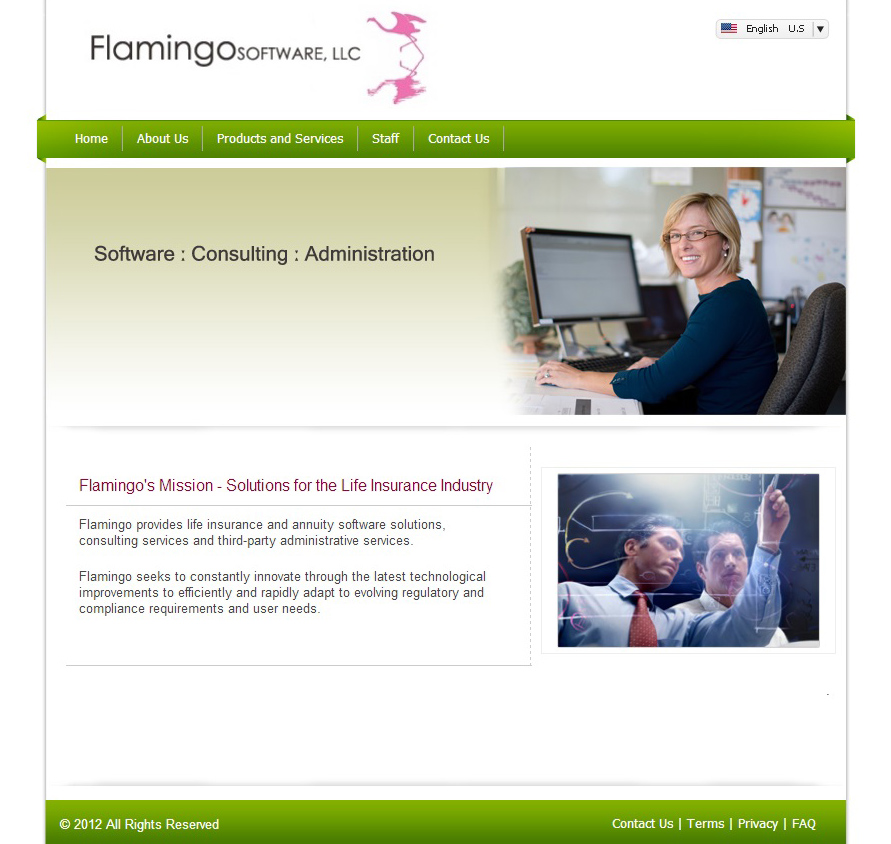 FlamingoSOFTWARE, LLC
English U.S
Home About Us Products and Services Staff Contact Us
Software : Consulting : Administration
Flamingo's Mission - Solutions for the Life Insurance Industry
Flamingo provides life insurance and annuity software solutions,
consulting services and third-party administrative services.
Flamingo seeks to constantly innovate through the latest technological
improvements to efficiently and rapidly adapt to evolving regulatory and
compliance requirements and user needs.
.
© 2012 All Rights Reserved
Contact Us | Terms | Privacy | FAQ